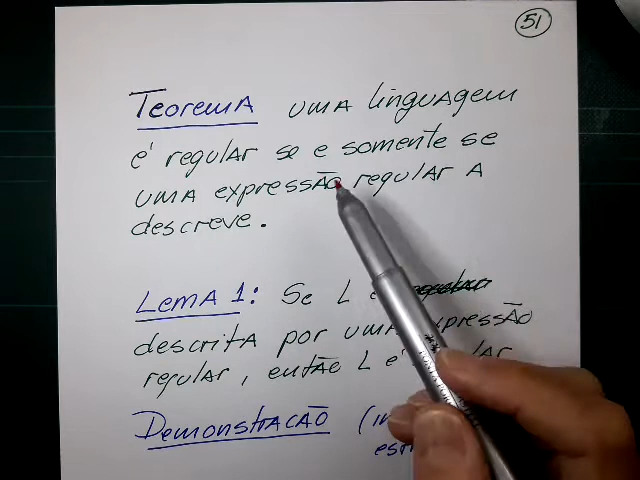 51
Teorema uma linguagem
é regular se e somente se
uma expressão regular a
descreve.
Lema 1: Se L é
descrita por uma expressão
regular, então L é
Demonstração